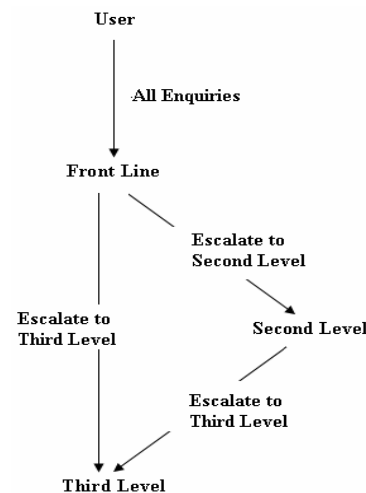 User
All Enquiries
Front Line
Escalate to
Second Level
Escalate to
Third Level
Second Level
Escalate to
Third Level
Third Level